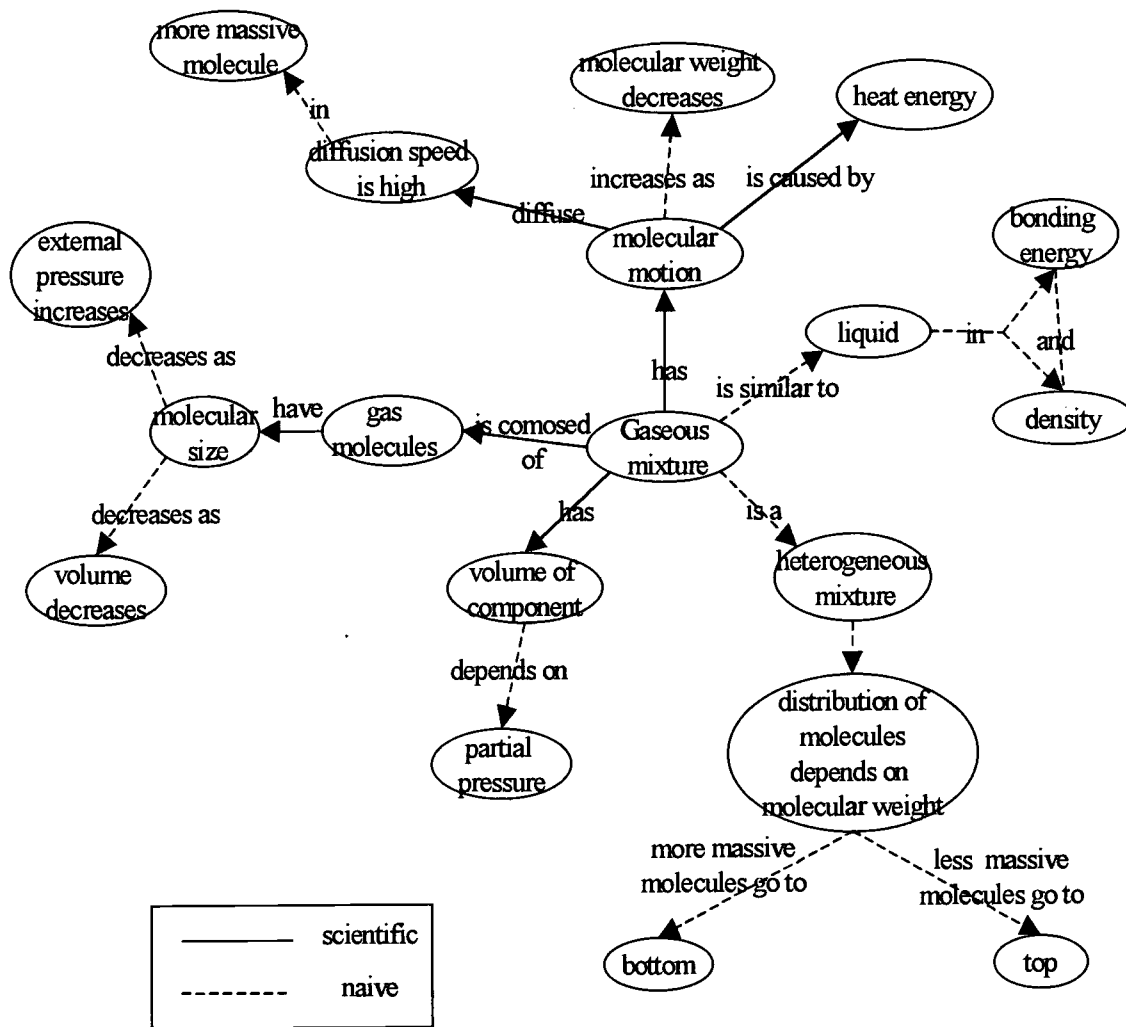 more massive
molecule
in
diffusion speed
is high
diffuse
molecular weight
decreases
increases as
heat energy
is caused by
molecular
motion
has
external
pressure
increases
decreases as
molecular
size
have
gas
molecules
is comosed
of
decreases as
volume
decreases
Gaseous
mixture
is similar to
liquid
in
bonding
energy
and
density
has
volume of
component
depends on
partial
pressure
is a
heterogeneous
mixture
distribution of
molecules
depends on
molecular weight
more massive
molecules go to
bottom
less massive
molecules go to
top
scientific
naive